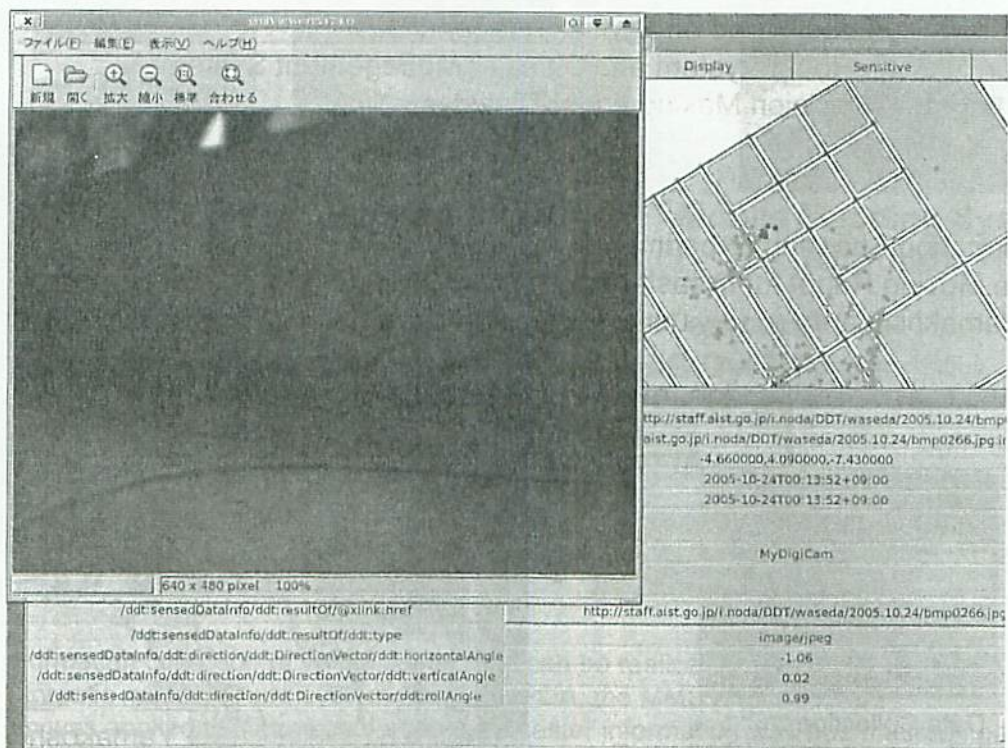 ファイル(F) 編集(E) 表示(V) ヘルプ(H)
新規 開く 拡大 縮小 標準 合わせる
640 x 480 pixel 100%
Display Sensitive
ttp://staff.aist.go.jp/i.noda/DDT/waseda/2005.10.24/bmp
aist.go.jp/i.noda/DDT/waseda/2005.10.24/bmp0266.jpg.in
-4.660000,4.090000,-7.430000
2005-10-24T00:13:52+09:00
2005-10-24T00:13:52+09:00
MyDigiCam
/ddt:sensedDataInfo/ddt:resultOf/@xlink:href http://staff.aist.go.jp/i.noda/DDT/waseda/2005.10.24/bmp0266.jpg
/ddt:sensedDataInfo/ddt:resultOf/ddt:type image/jpeg
/ddt:sensedDataInfo/ddt:direction/ddt:DirectionVector/ddt:horizontalAngle -1.06
/ddt:sensedDataInfo/ddt:direction/ddt:DirectionVector/ddt:verticalAngle 0.02
/ddt:sensedDataInfo/ddt:direction/ddt:DirectionVector/ddt:rollAngle 0.99